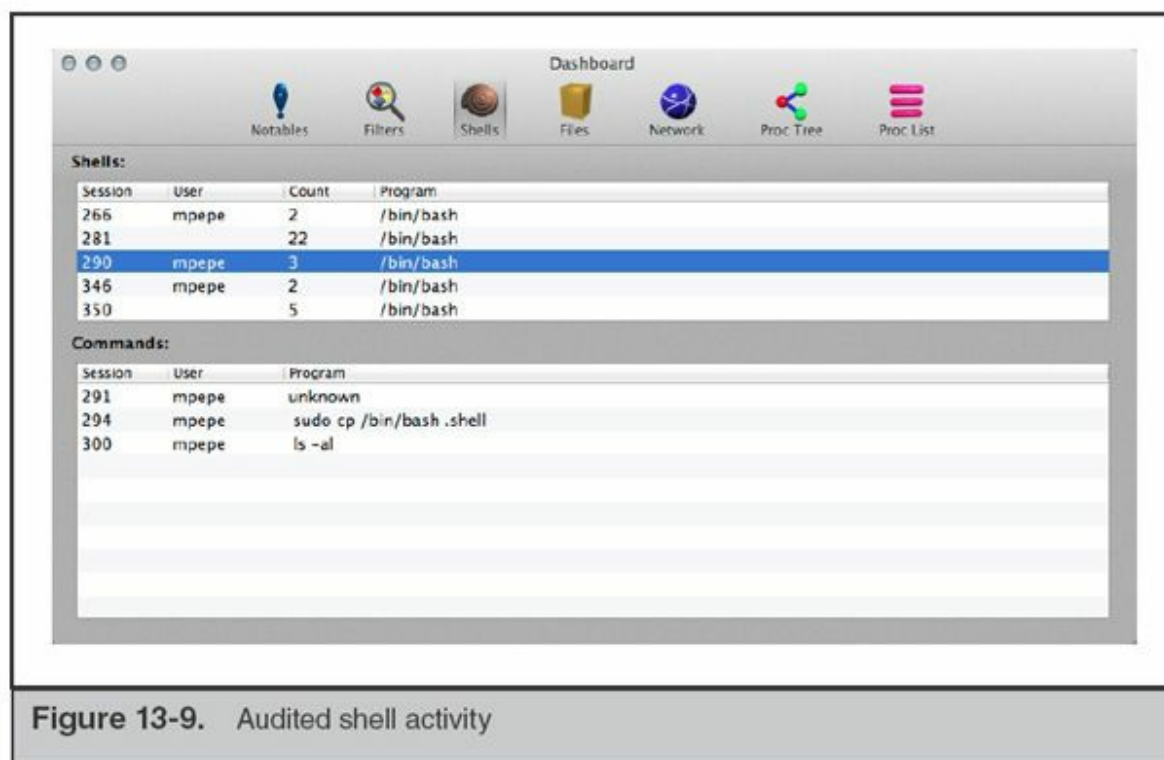 Dashboard
Notables Filters Shells Files Network Proc Tree Proc List
Shells:
Session User Count Program
266 mpepe 2 /bin/bash
281 22 /bin/bash
290 mpepe 3 /bin/bash
346 mpepe 2 /bin/bash
350 5 /bin/bash
Commands:
Session User Program
291 mpepe unknown
294 mpepe sudo cp /bin/bash .shell
300 mpepe ls -al
Figure 13-9. Audited shell activity